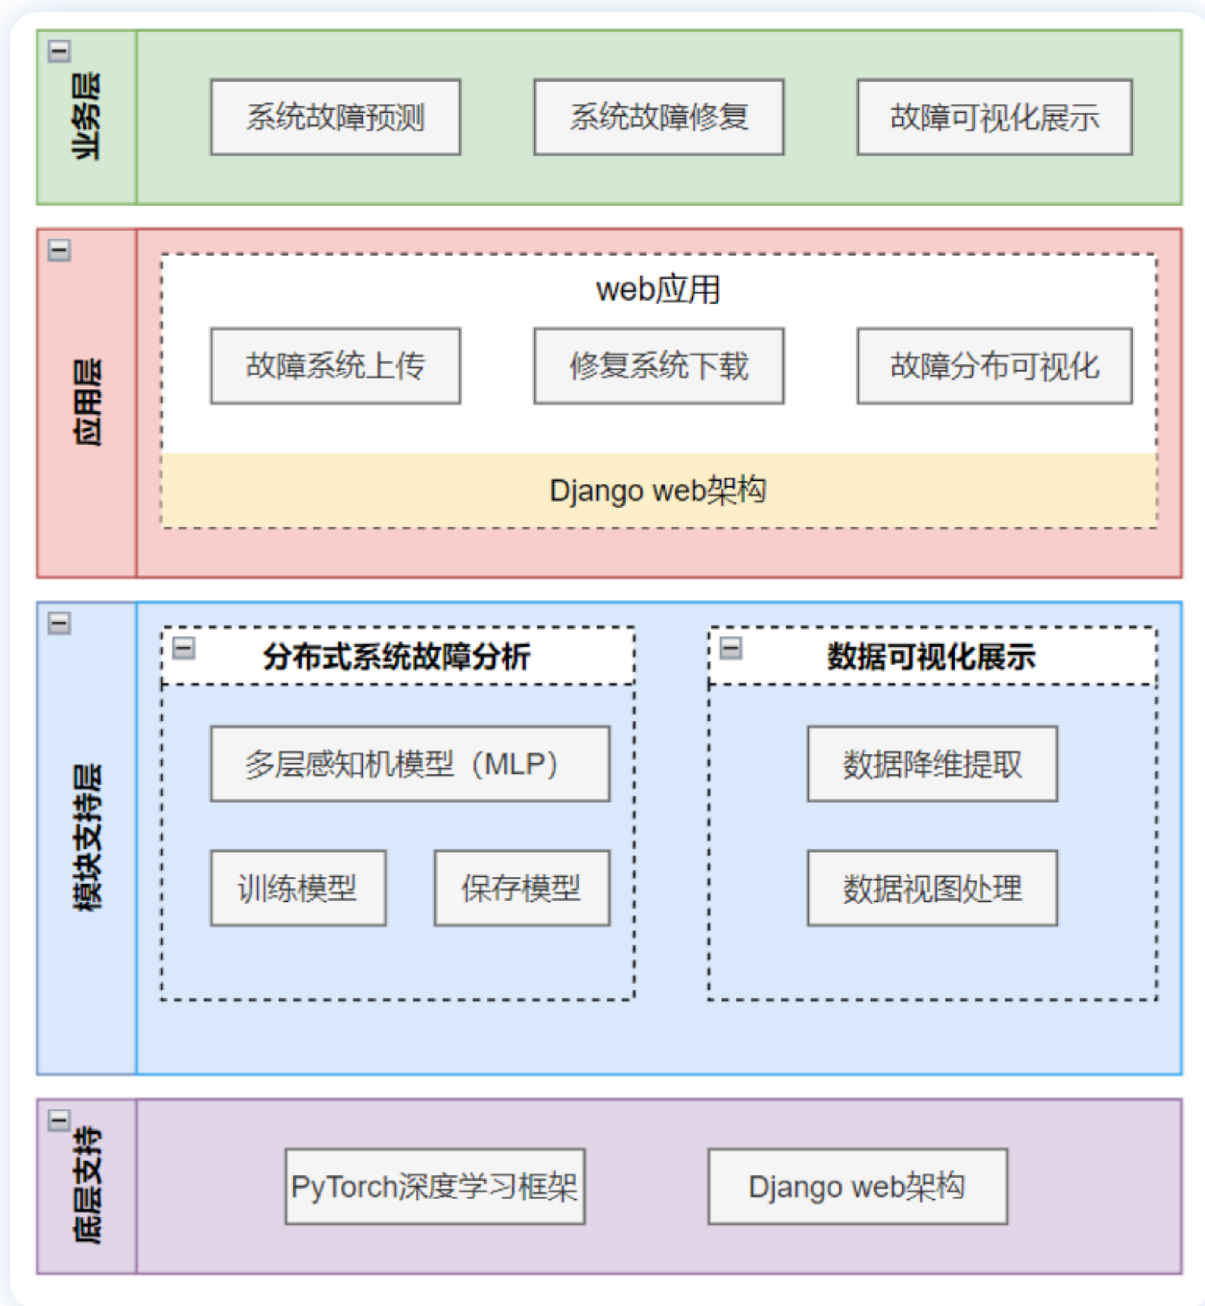 业务层
系统故障预测
系统故障修复
故障可视化展示
应用层
web应用
故障系统上传
修复系统下载
故障分布可视化
Django web架构
模块支持层
分布式系统故障分析
多层感知机模型（MLP）
训练模型
保存模型
数据可视化展示
数据降维提取
数据视图处理
底层支持
PyTorch深度学习框架
Django web架构